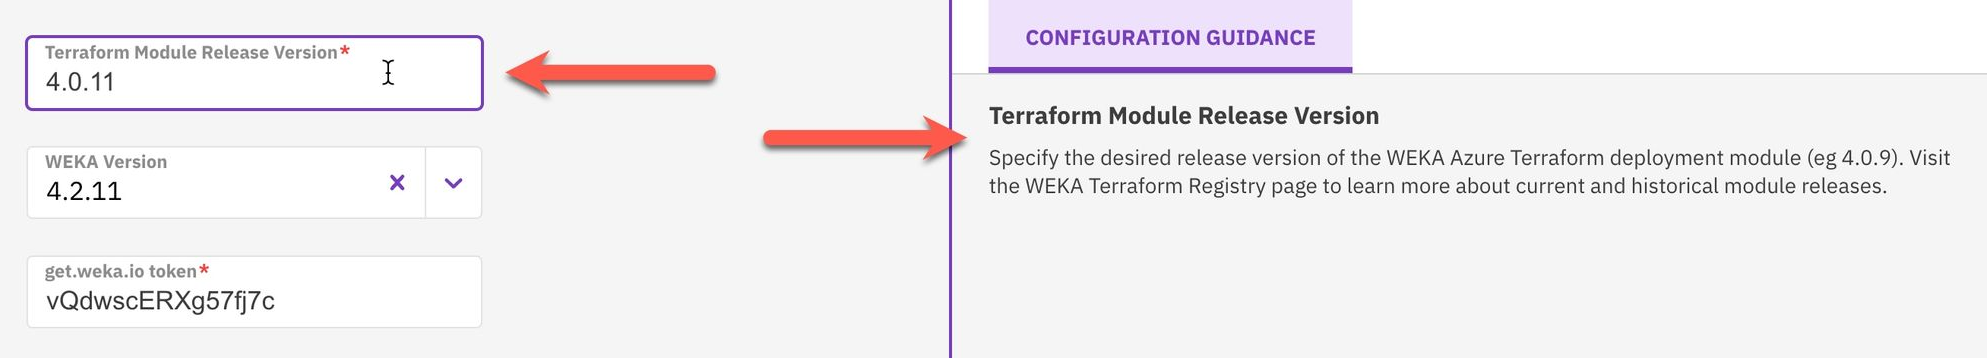 Terraform Module Release Version*
4.0.11
WEKA Version
4.2.11
get.weka.io token*
vQdwscERXg57fj7c
CONFIGURATION GUIDANCE
Terraform Module Release Version
Specify the desired release version of the WEKA Azure Terraform deployment module (eg 4.0.9). Visit
the WEKA Terraform Registry page to learn more about current and historical module releases.